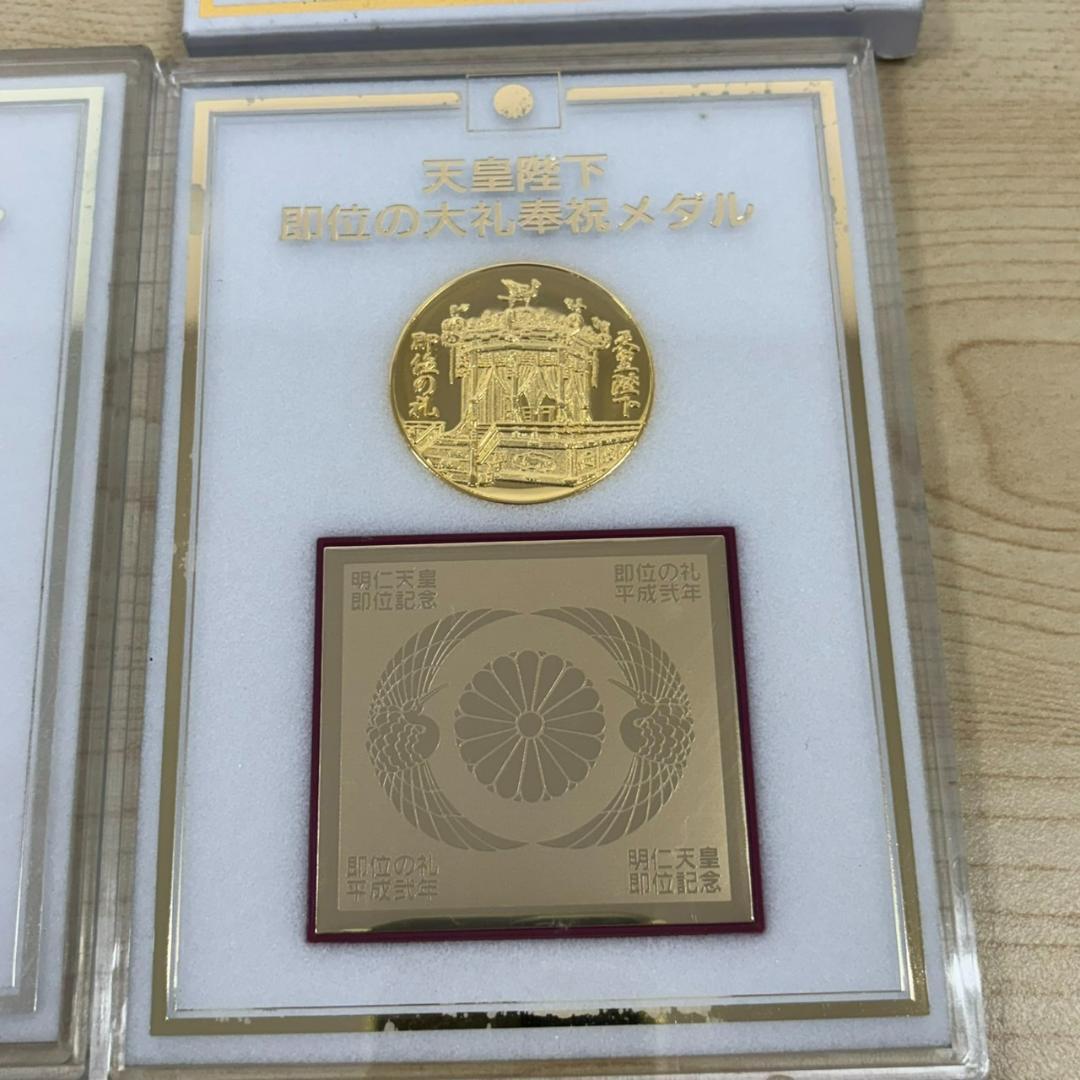 天皇陛下
即位の大礼奉祝メダル
即位の礼
天皇陛下
明仁天皇
即位記念
即位の礼
平成弐年
即位の礼
平成弐年
明仁天皇
即位記念